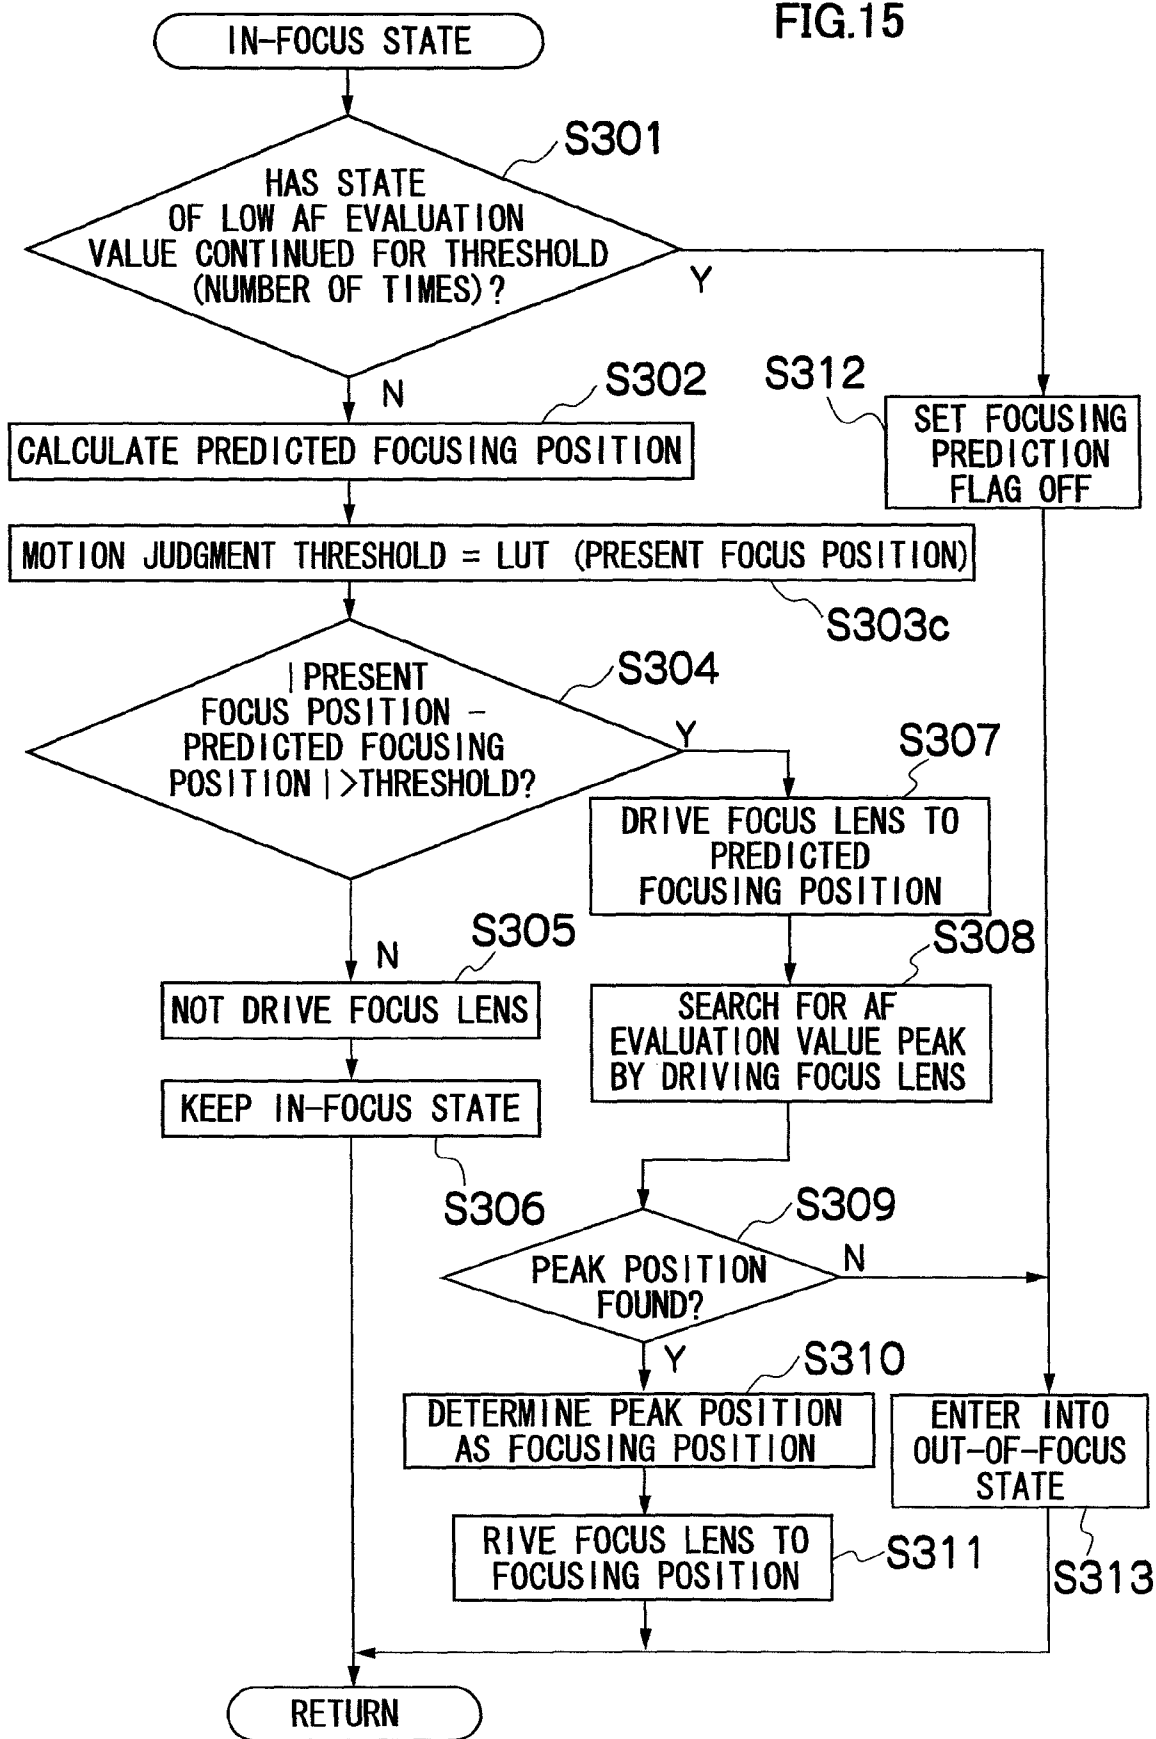 FIG.15
IN-FOCUS STATE
S301
HAS STATE
OF LOW AF EVALUATION
VALUE CONTINUED FOR THRESHOLD
(NUMBER OF TIMES)?
Y
N
S302
CALCULATE PREDICTED FOCUSING POSITION
S312
SET FOCUSING
PREDICTION
FLAG OFF
MOTION JUDGMENT THRESHOLD = LUT (PRESENT FOCUS POSITION)
S303c
S304
|PRESENT
FOCUS POSITION -
PREDICTED FOCUSING
POSITION|>THRESHOLD?
Y
N
S307
DRIVE FOCUS LENS TO
PREDICTED
FOCUSING POSITION
S305
NOT DRIVE FOCUS LENS
S308
SEARCH FOR AF
EVALUATION VALUE PEAK
BY DRIVING FOCUS LENS
KEEP IN-FOCUS STATE
S306
S309
PEAK POSITION
FOUND?
N
Y
S310
DETERMINE PEAK POSITION
AS FOCUSING POSITION
ENTER INTO
OUT-OF-FOCUS
STATE
S313
RIVE FOCUS LENS TO
FOCUSING POSITION
S311
RETURN